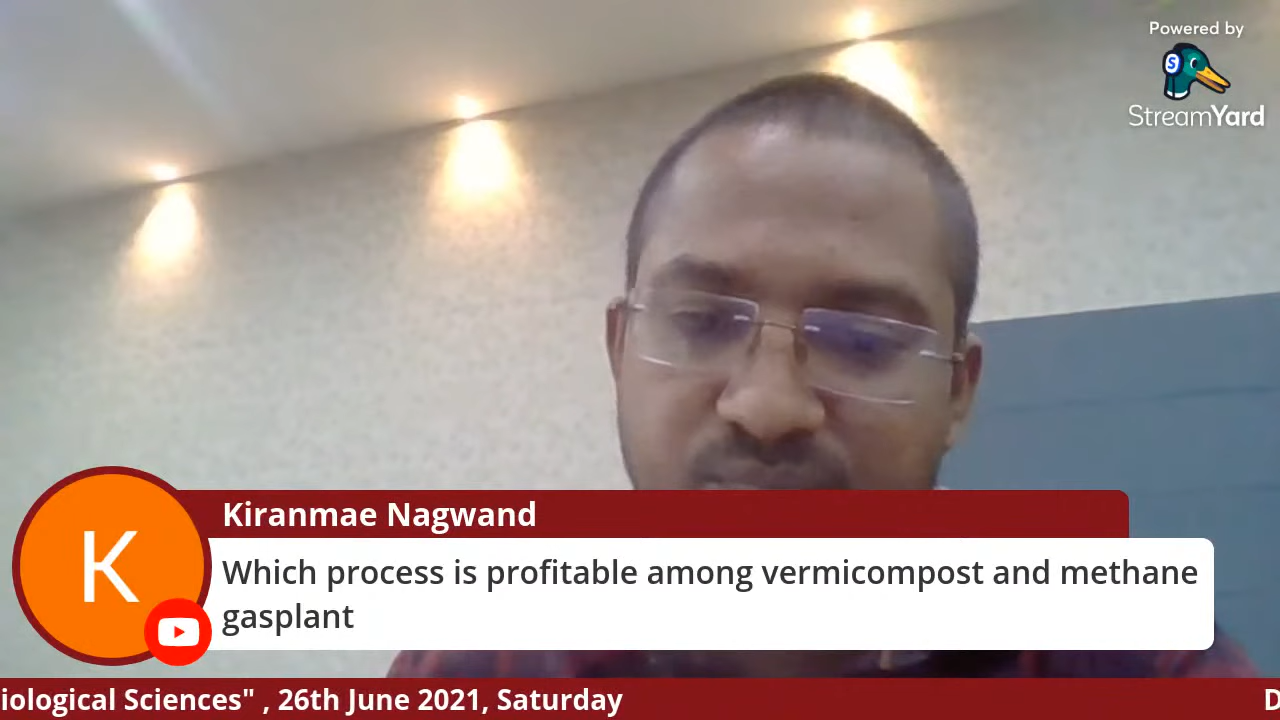 Powered by
S
StreamYard
Kiranmae Nagwand
K
Which process is profitable among vermicompost and methane
gasplant
iological Sciences" , 26th June 2021, Saturday
D